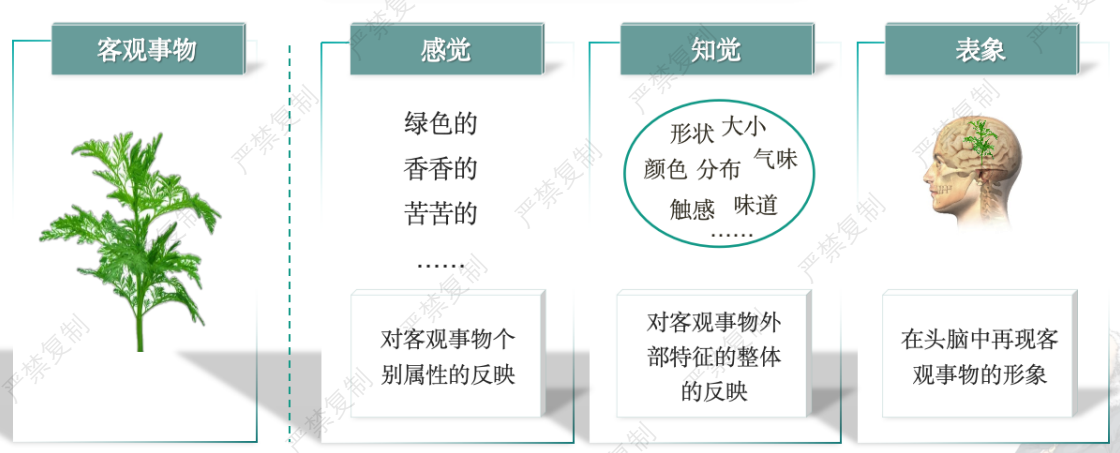 客观事物
感觉
绿色的
香香的
苦苦的
……
对客观事物个
别属性的反映
知觉
形状 大小
颜色 分布 气味
触感 味道
……
对客观事物外
部特征的整体
的反映
表象
在头脑中再现客
观事物的形象
严禁复制
严禁复制
严禁复制
严禁复制
严禁复制
严禁复制
严禁复制
严禁复制
严禁复制